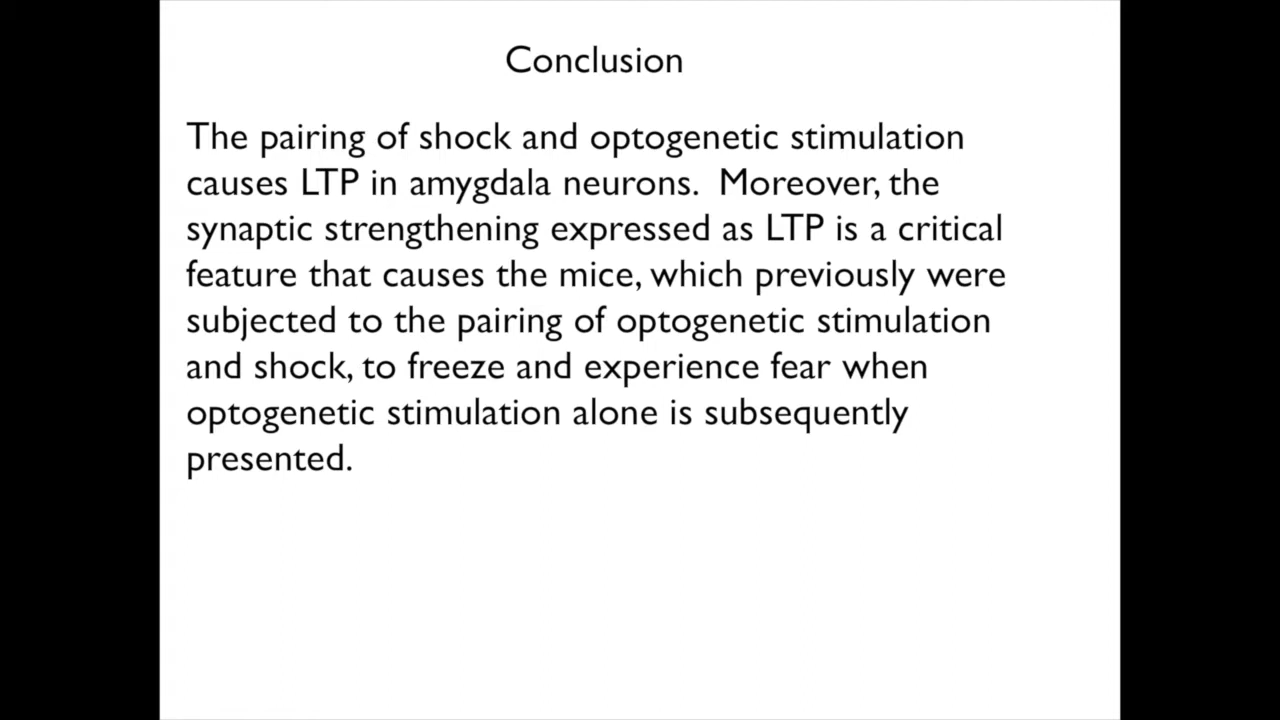 Conclusion
The pairing of shock and optogenetic stimulation
causes LTP in amygdala neurons.  Moreover, the
synaptic strengthening expressed as LTP is a critical
feature that causes the mice, which previously were
subjected to the pairing of optogenetic stimulation
and shock, to freeze and experience fear when
optogenetic stimulation alone is subsequently
presented.